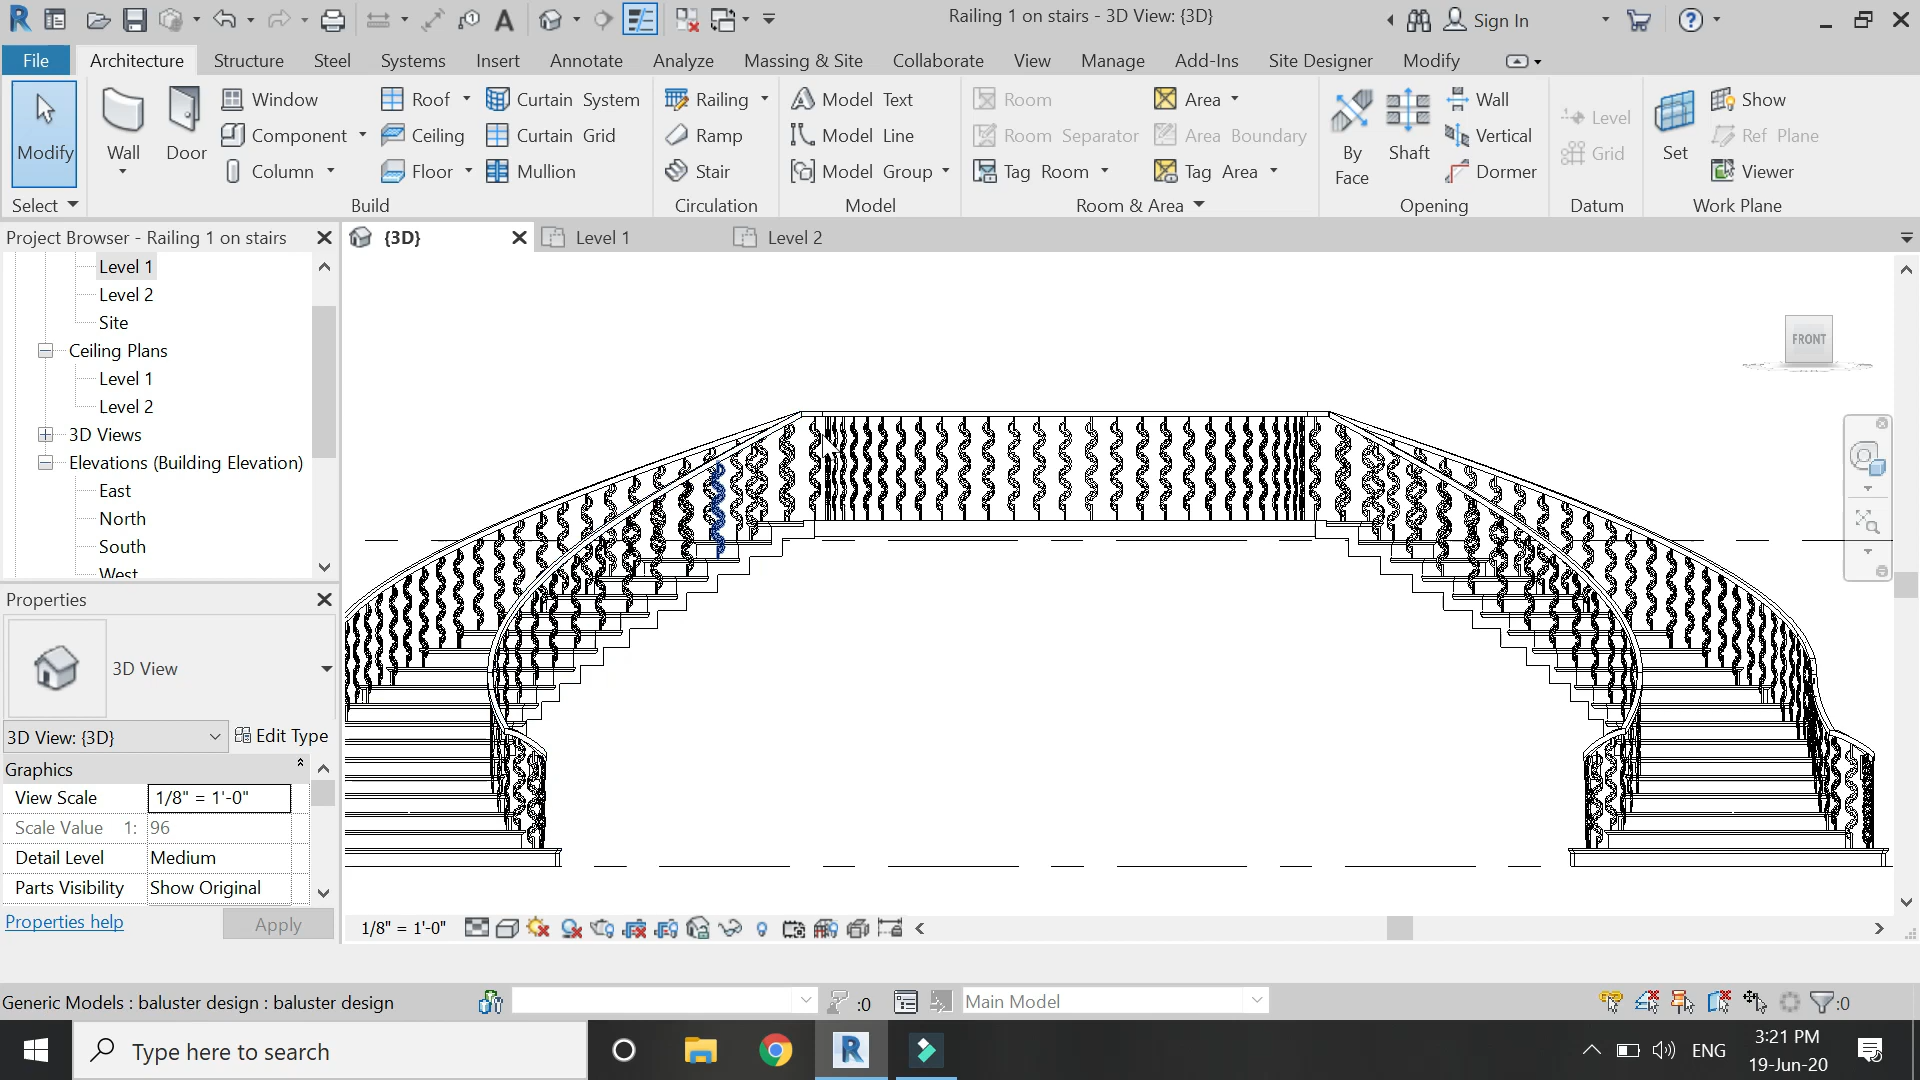 Railing 1 on stairs - 3D View: {3D}
Sign In
File
Architecture
Structure
Steel
Systems
Insert
Annotate
Analyze
Massing & Site
Collaborate
View
Manage
Add-Ins
Site Designer
Modify
Modify
Select
Wall
Door
Window
Component
Column
Roof
Ceiling
Floor
Curtain System
Curtain Grid
Mullion
Build
Railing
Ramp
Stair
Circulation
Model Text
Model Line
Model Group
Model
Room
Room Separator
Tag Room
Area
Area Boundary
Tag Area
Room & Area
By
Face
Shaft
Wall
Vertical
Dormer
Opening
Level
Grid
Datum
Set
Show
Ref Plane
Viewer
Work Plane
Project Browser - Railing 1 on stairs
{3D}
Level 1
Level 2
Level 1
Level 2
Site
Ceiling Plans
Level 1
Level 2
3D Views
Elevations (Building Elevation)
East
North
South
West
FRONT
Properties
3D View
3D View: {3D}
Edit Type
Graphics
View Scale
1/8" = 1'-0"
Scale Value 1:
96
Detail Level
Medium
Parts Visibility
Show Original
Properties help
Apply
1/8" = 1'-0"
Generic Models : baluster design : baluster design
:0
Main Model
:0
Type here to search
ENG
3:21 PM
19-Jun-20